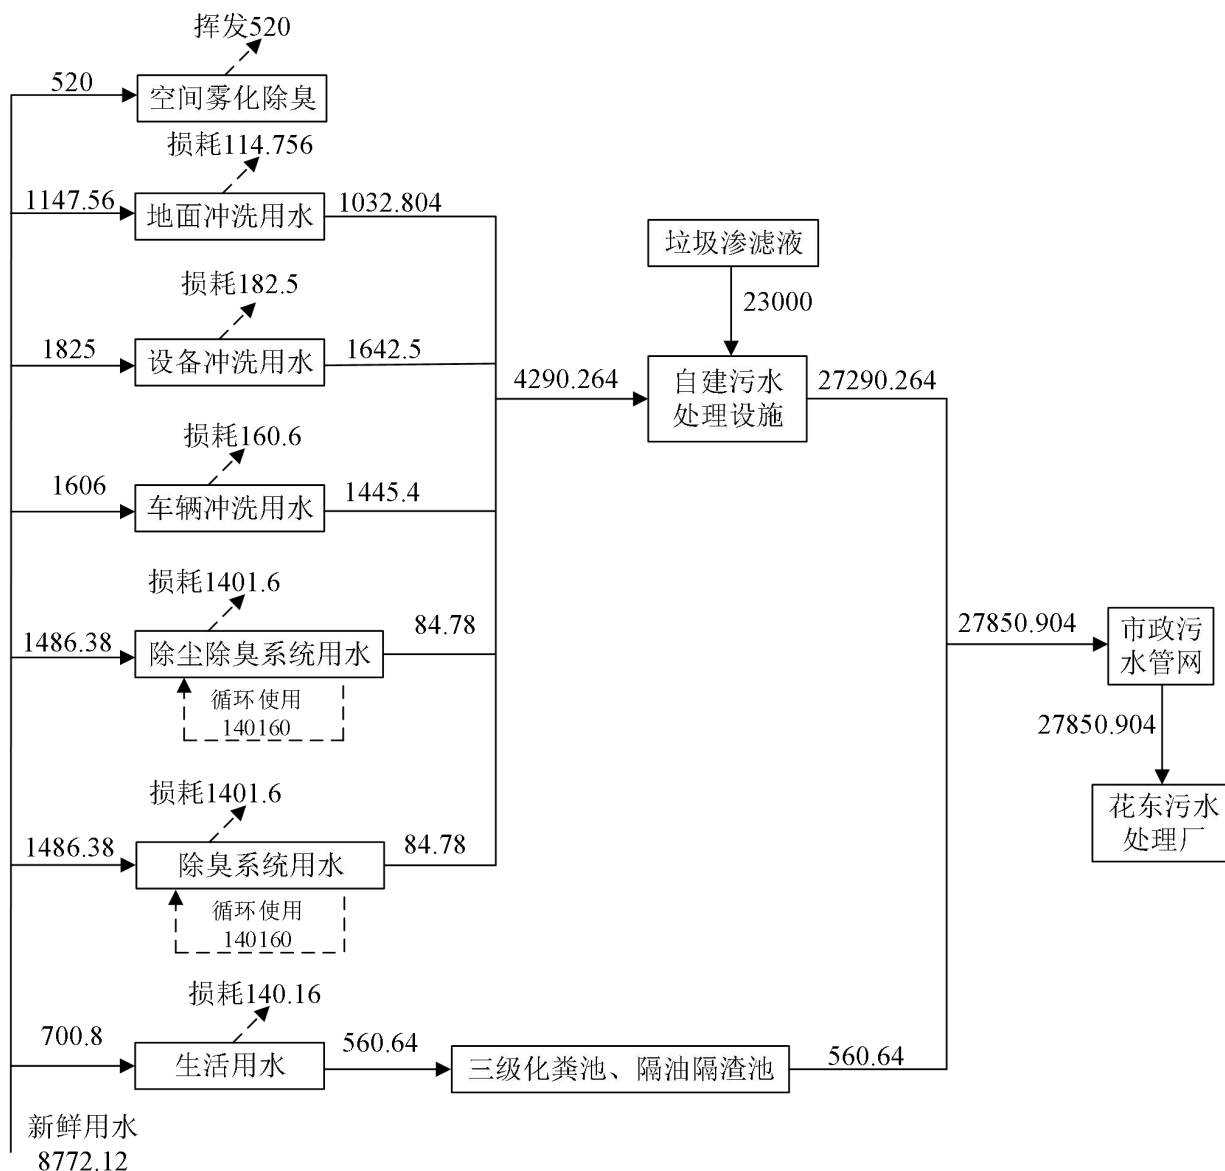 挥发520
520
空间雾化除臭
损耗114.756
1147.56
地面冲洗用水
1032.804
垃圾渗滤液
23000
损耗182.5
1825
设备冲洗用水
1642.5
4290.264
自建污水
处理设施
27290.264
损耗160.6
1606
车辆冲洗用水
1445.4
损耗1401.6
1486.38
除尘除臭系统用水
84.78
循环使用
140160
27850.904
市政污
水管网
27850.904
花东污水
处理厂
损耗1401.6
1486.38
除臭系统用水
84.78
循环使用
140160
损耗140.16
700.8
生活用水
560.64
三级化粪池、隔油隔渣池
560.64
新鲜用水
8772.12